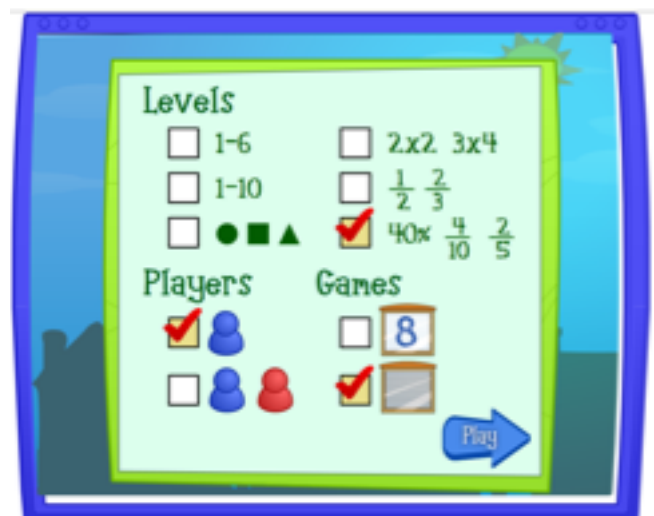 Levels
1-6 2x2 3x4
1-10 1/2 2/3
40% 4/10 2/5
Players Games
8
Play